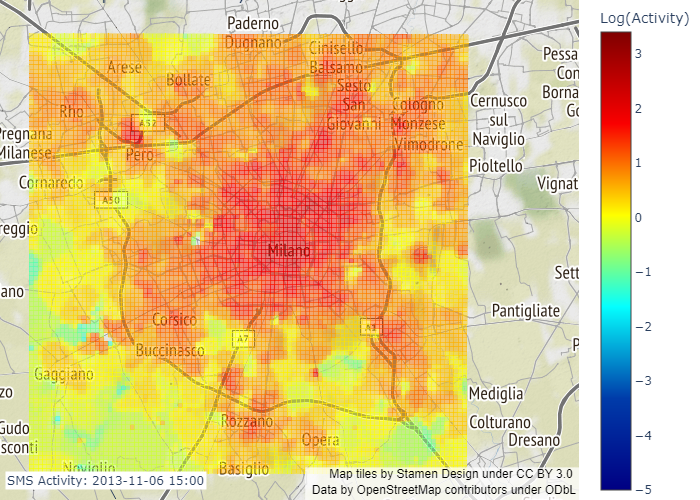 Log(Activity)
3
2
1
0
−1
−2
−3
−4
−5
Paderno
Dugnano
Cinisello
Balsamo
Arese
Bollate
Sesto
San
Giovanni
Rho
A52
Cologno
Monzese
Cernusco
sul
Naviglio
Pero
Vimodrone
Cornaredo
Pioltello
A50
Milano
Corsico
Pantigliate
A7
Buccinasco
Gaggiano
Mediglia
Rozzano
Colturano
Dresano
Opera
Basiglio
Noviglio
SMS Activity: 2013-11-06 15:00
Map tiles by Stamen Design under CC BY 3.0
Data by OpenStreetMap contributors under ODbL
Pregnana
Milanese
reggio
ano
zo
Gudo
sconti
Pessa
Con
Borna
Go
Vignat
Sett
P